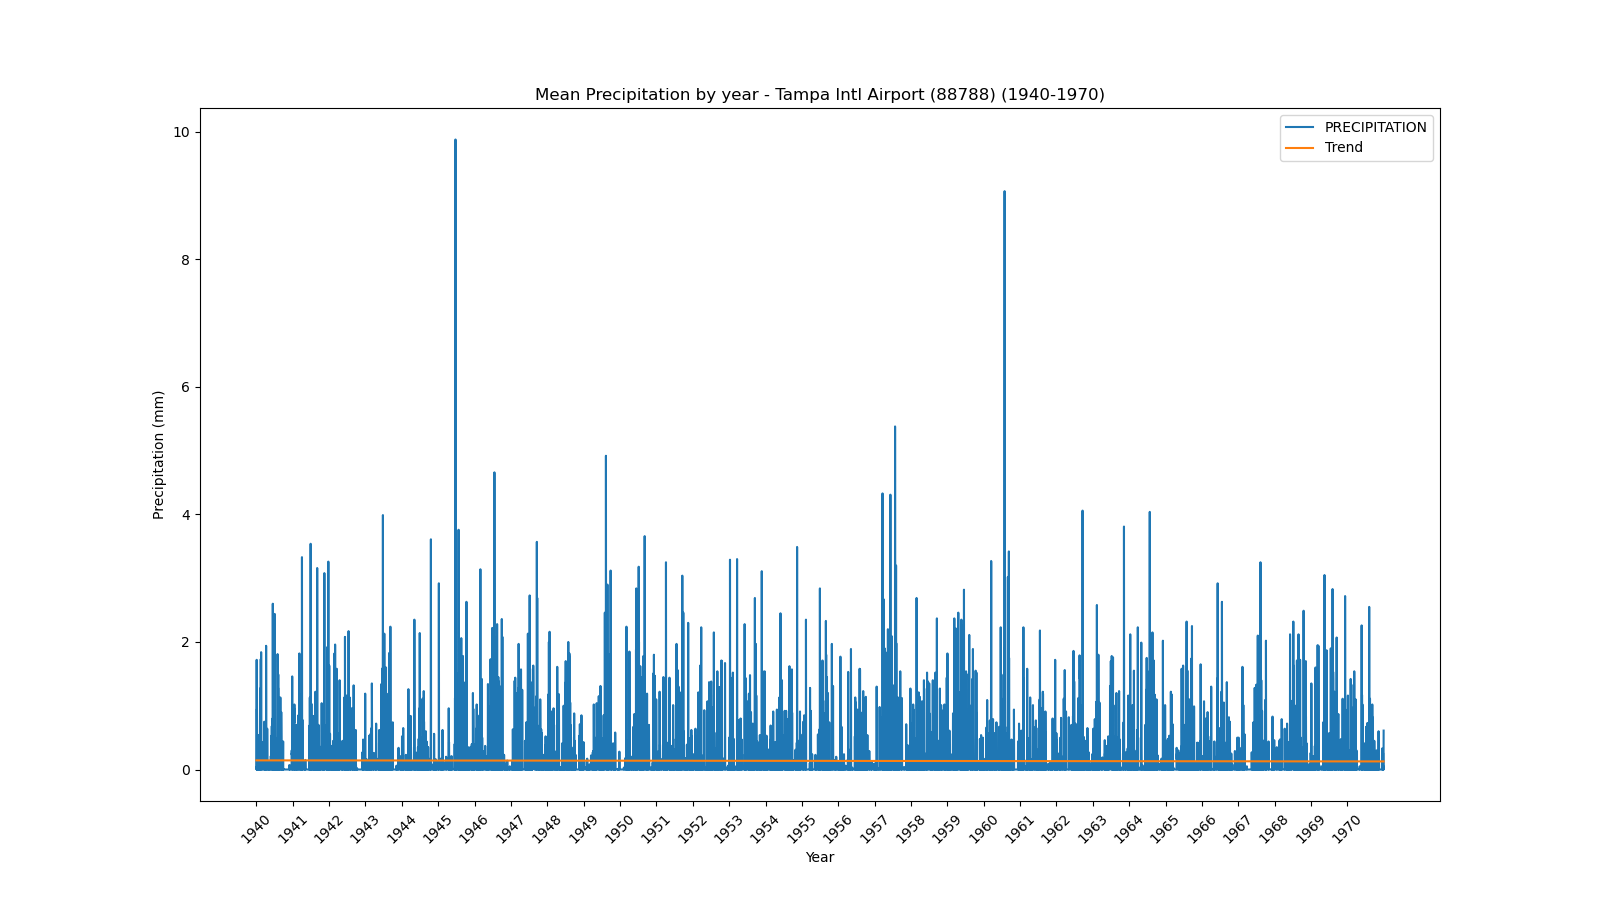 Mean Precipitation by year - Tampa Intl Airport (88788) (1940-1970)
PRECIPITATION
Trend
10
8
6
4
2
0
Precipitation (mm)
1940 1941 1942 1943 1944 1945 1946 1947 1948 1949 1950 1951 1952 1953 1954 1955 1956 1957 1958 1959 1960 1961 1962 1963 1964 1965 1966 1967 1968 1969 1970
Year